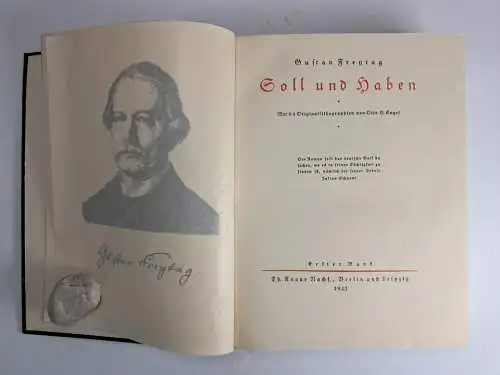 Gustav Freytag
Soll und Haben
Mit 64 Originallithographien von Otto H. Engel
Der Roman soll das deutsche Volk da
suchen, wo es in seiner Tüchtigkeit zu
finden ist, nämlich bei seiner Arbeit.
Julian Schmidt
Erster Band
Th. Knaur Nachf., Berlin und Leipzig
Gustav Freytag.